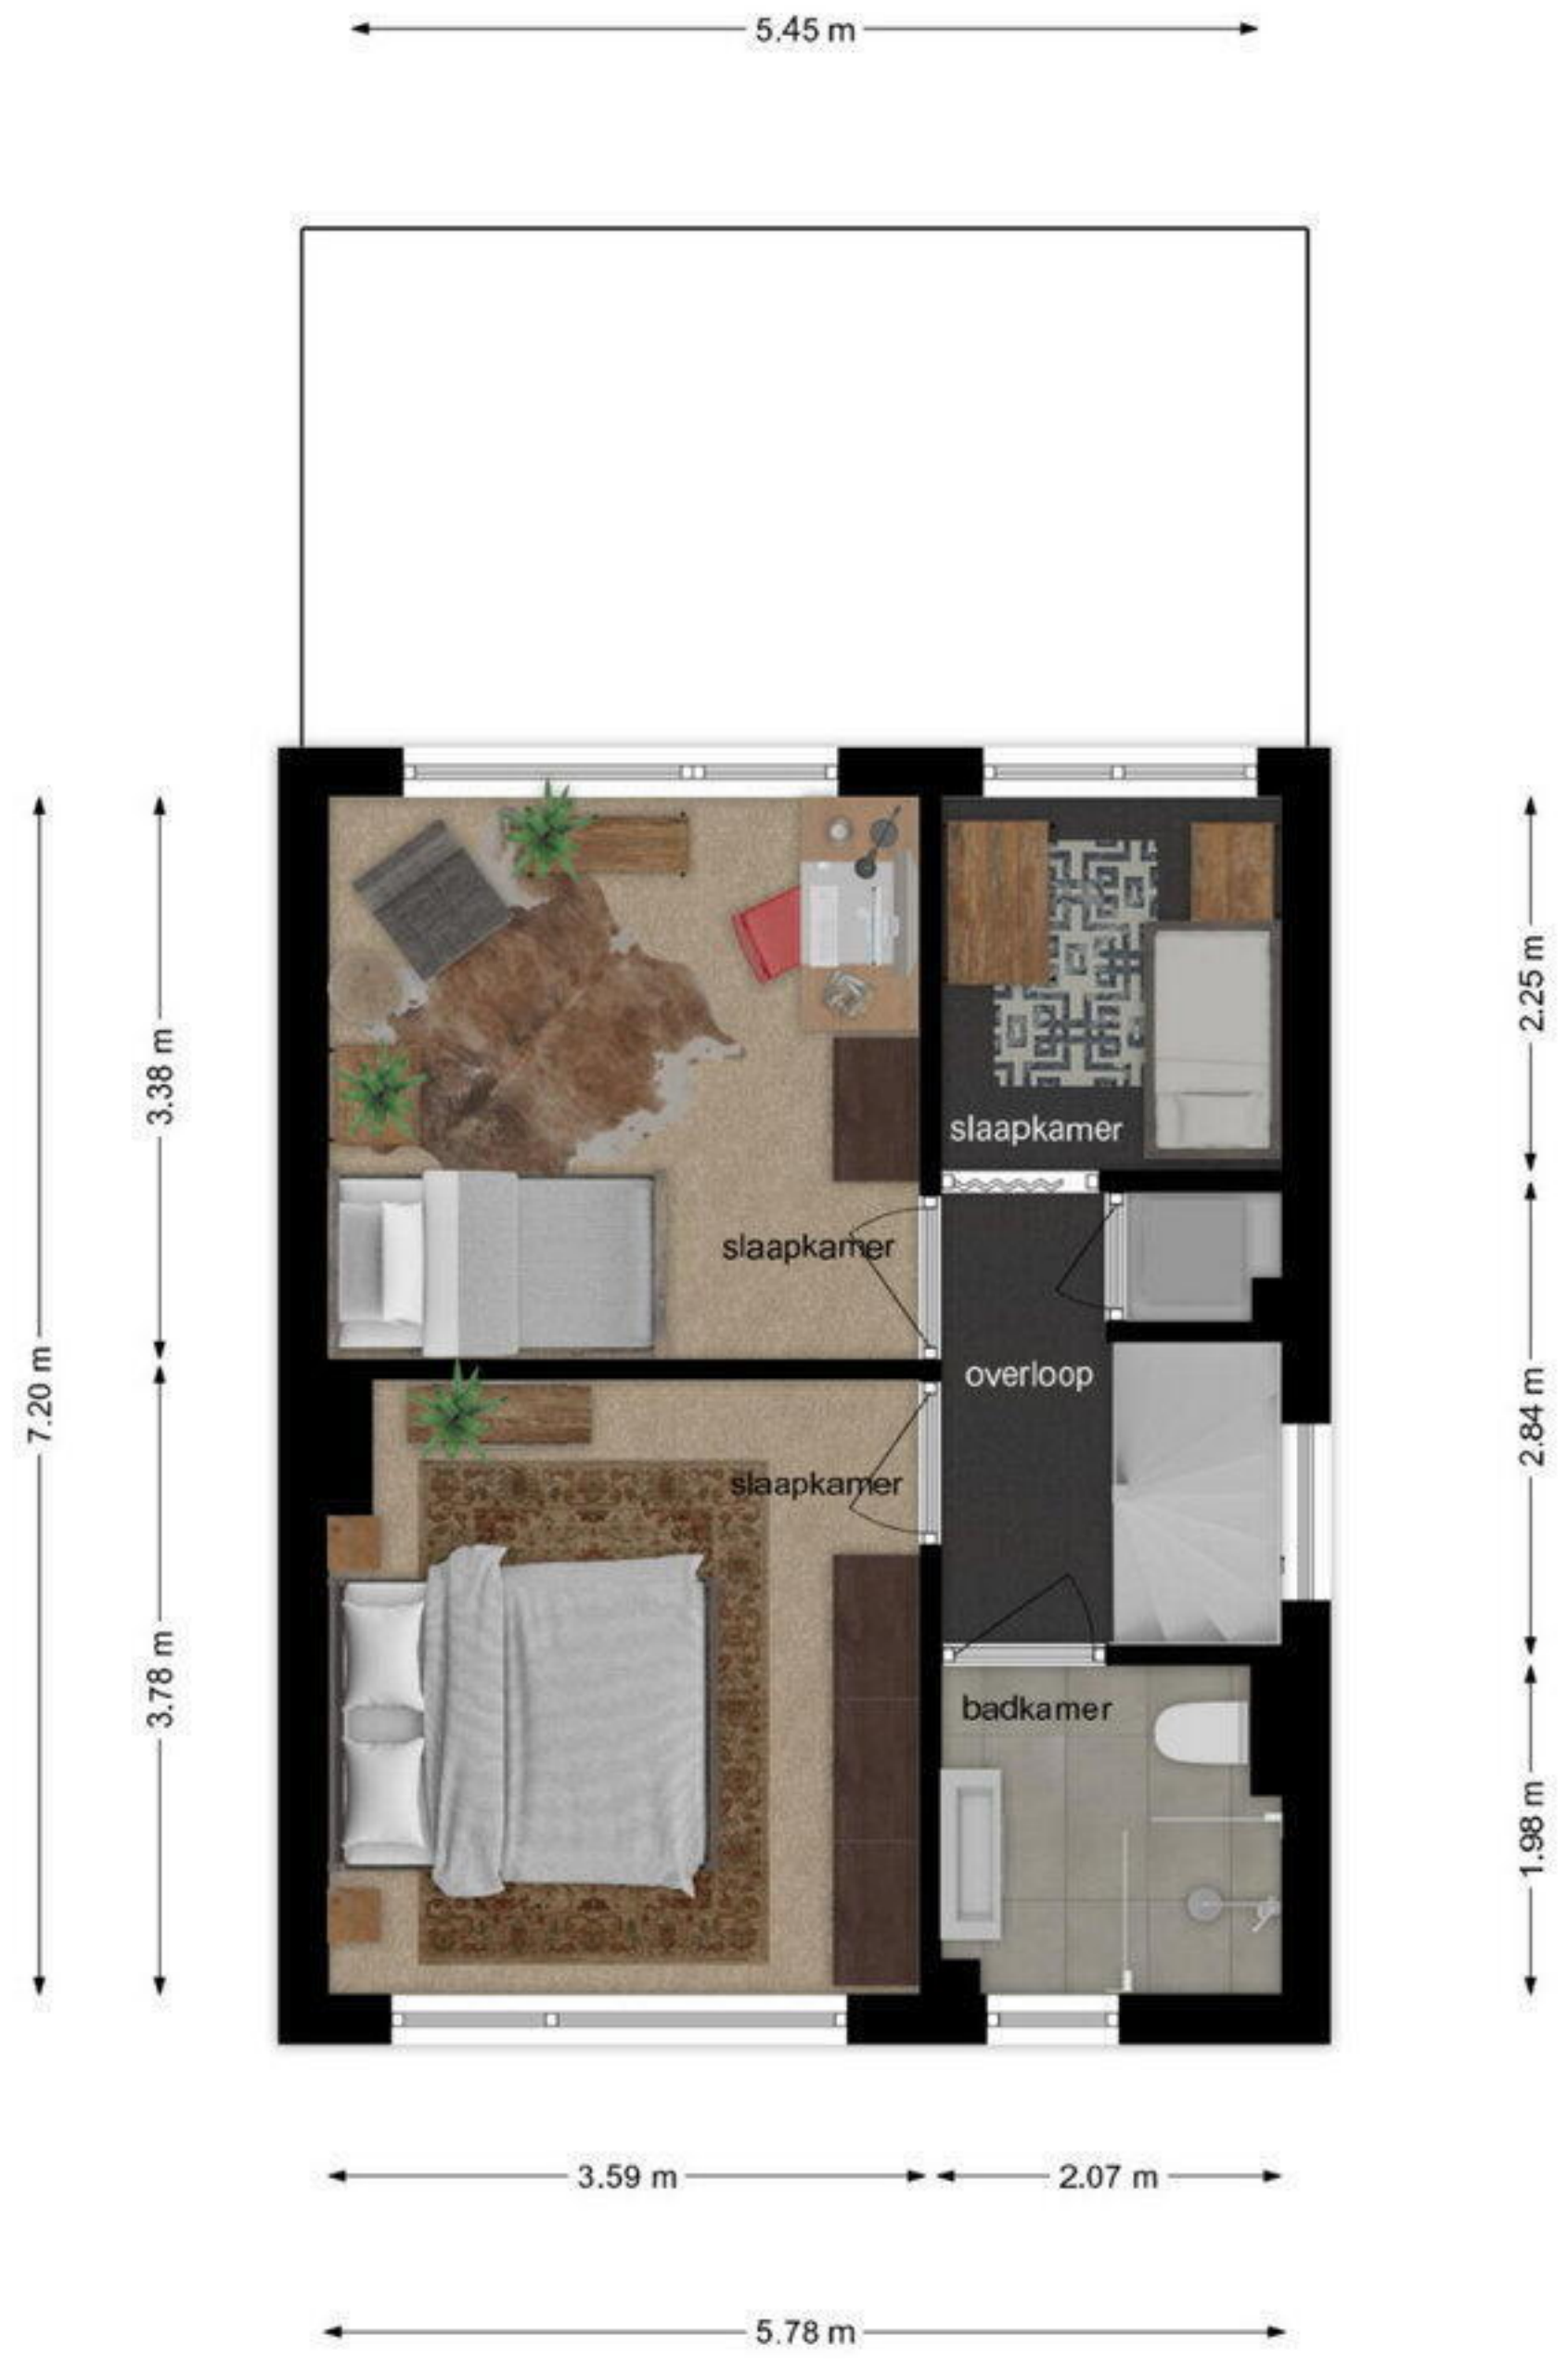 5.45 m
2.25 m
3.38 m
slaapkamer
slaapkamer
7.20 m
overloop
2.84 m
slaapkamer
3.78 m
badkamer
1.98 m
3.59 m
2.07 m
5.78 m